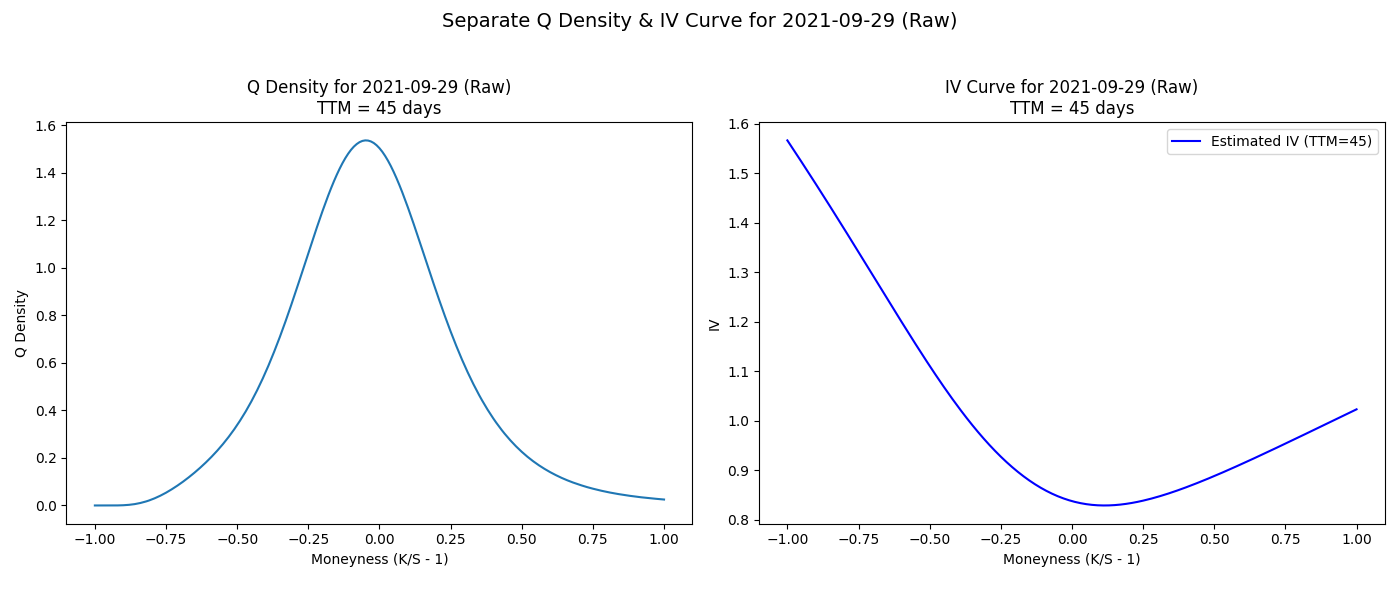 Separate Q Density & IV Curve for 2021-09-29 (Raw)
Q Density for 2021-09-29 (Raw)
TTM = 45 days
Q Density
1.6
1.4
1.2
1.0
0.8
0.6
0.4
0.2
0.0
−1.00 −0.75 −0.50 −0.25 0.00 0.25 0.50 0.75 1.00
Moneyness (K/S - 1)
IV Curve for 2021-09-29 (Raw)
TTM = 45 days
Estimated IV (TTM=45)
IV
1.6
1.5
1.4
1.3
1.2
1.1
1.0
0.9
0.8
−1.00 −0.75 −0.50 −0.25 0.00 0.25 0.50 0.75 1.00
Moneyness (K/S - 1)